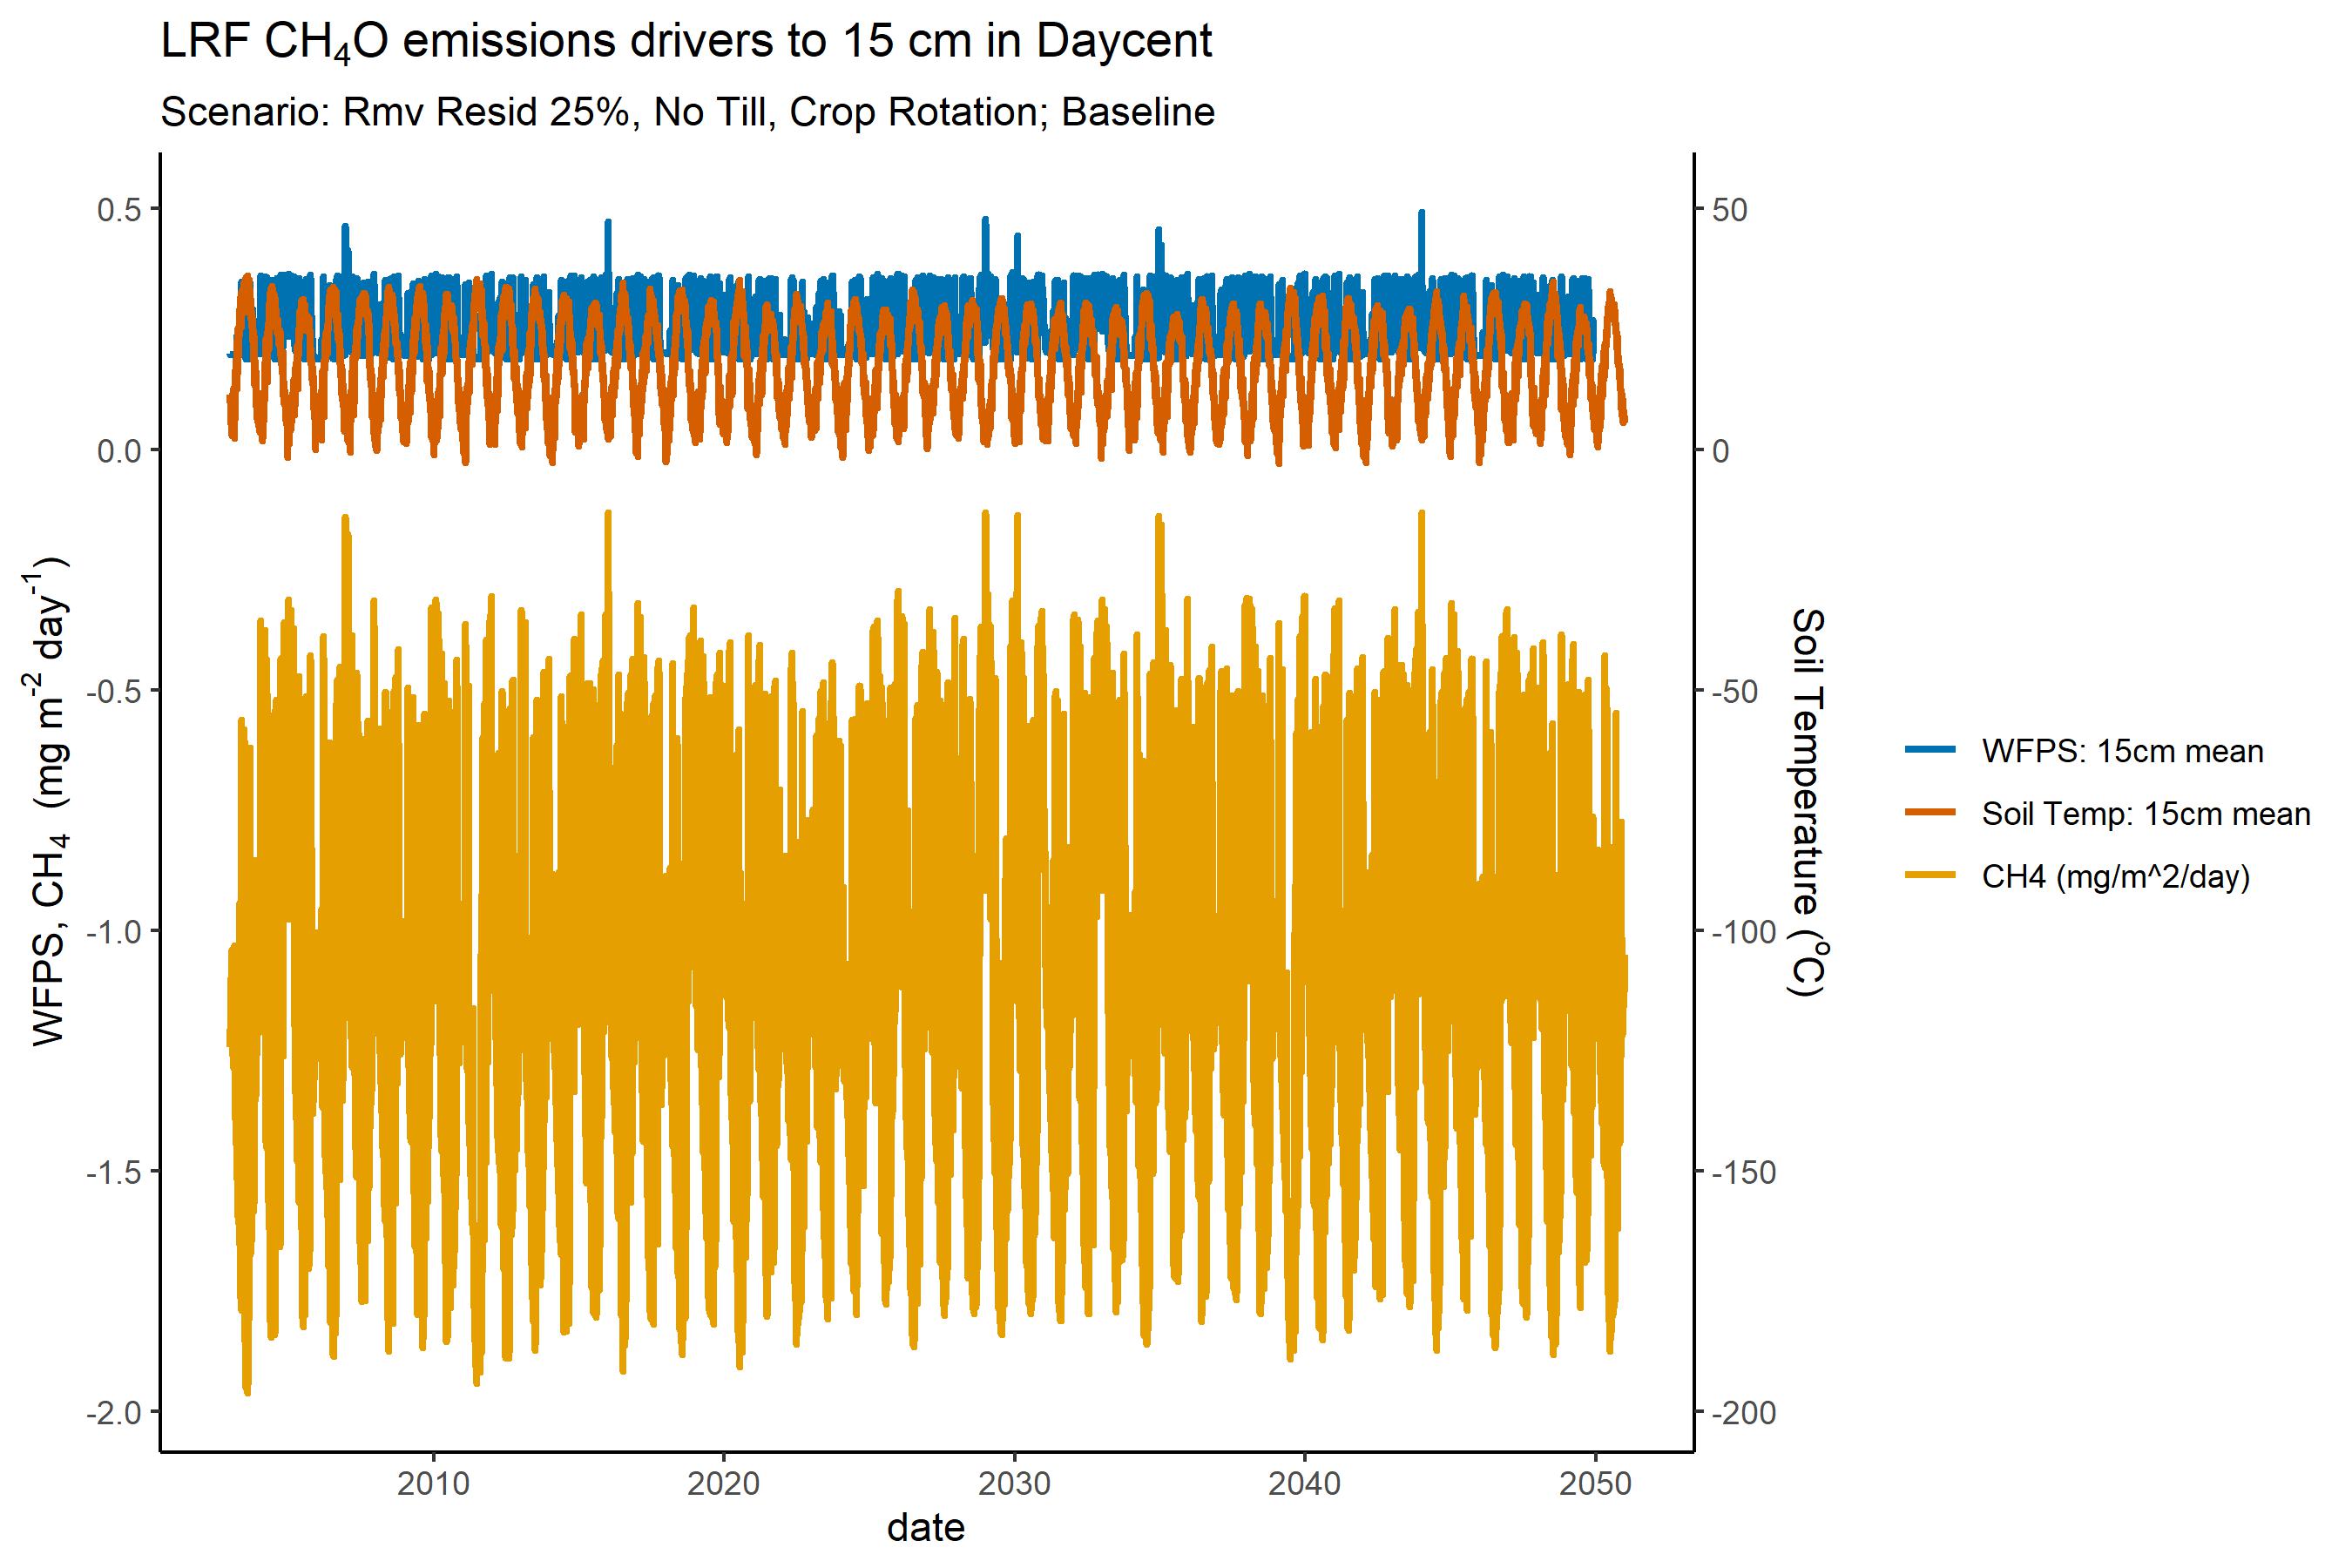 LRF CH₄O emissions drivers to 15 cm in Daycent
Scenario: Rmv Resid 25%, No Till, Crop Rotation; Baseline
WFPS, CH₄ (mg m⁻² day⁻¹)
0.5
0.0
-0.5
-1.0
-1.5
-2.0
50
0
-50
-100
-150
-200
Soil Temperature (ᵒC)
2010
2020
2030
2040
2050
date
WFPS: 15cm mean
Soil Temp: 15cm mean
CH4 (mg/m^2/day)